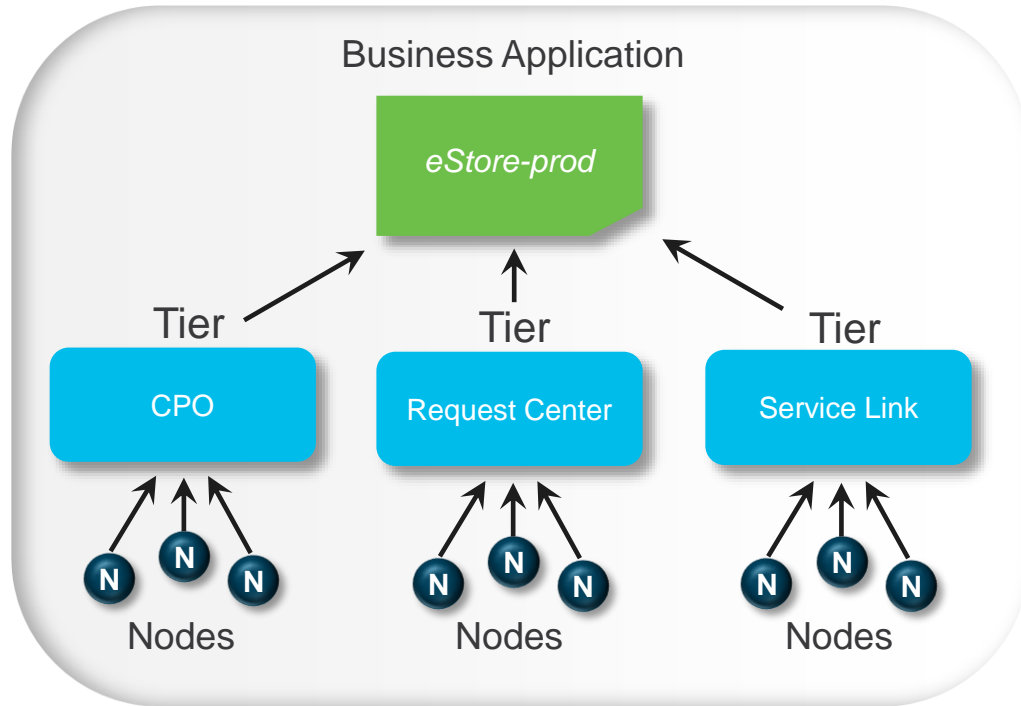 Business Application
eStore-prod
Tier
Tier
Tier
CPO
Request Center
Service Link
N
N
N
N
N
N
N
N
N
Nodes
Nodes
Nodes